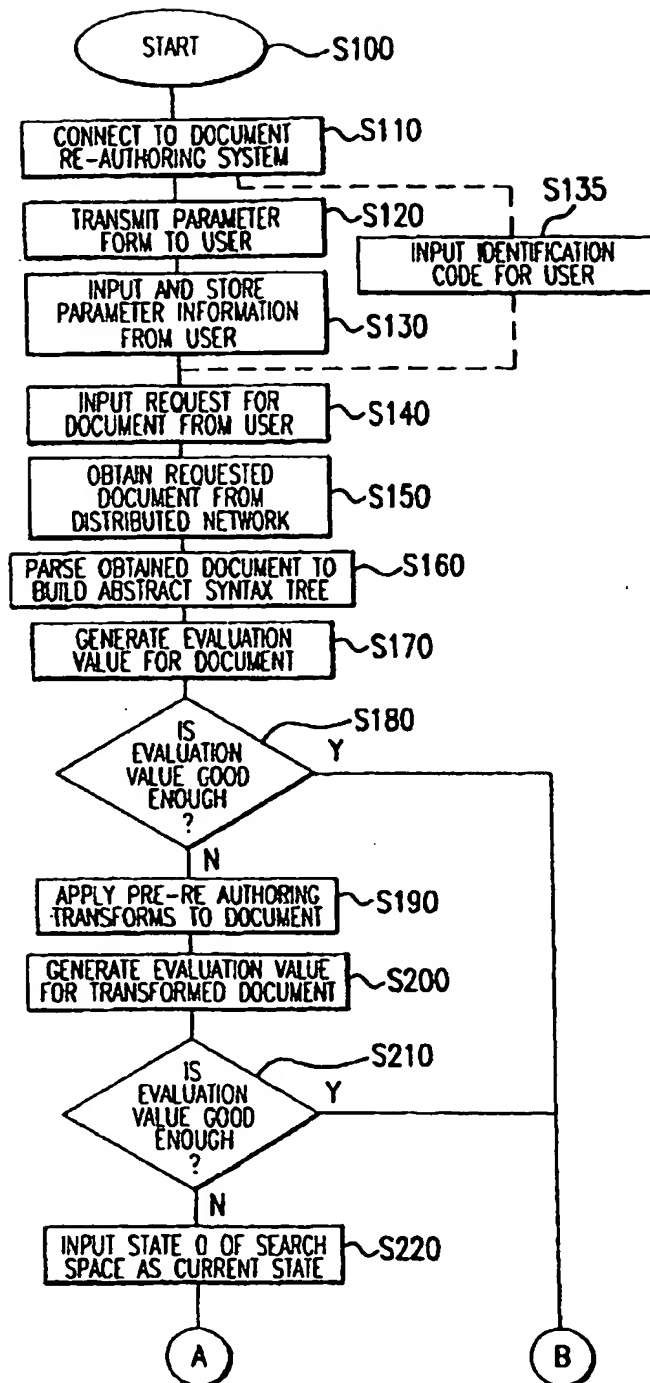 START
S100
CONNECT TO DOCUMENT
RE-AUTHORING SYSTEM
S110
TRANSMIT PARAMETER
FORM TO USER
S120
S135
INPUT IDENTIFICATION
CODE FOR USER
INPUT AND STORE
PARAMETER INFORMATION
FROM USER
S130
INPUT REQUEST FOR
DOCUMENT FROM USER
S140
OBTAIN REQUESTED
DOCUMENT FROM
DISTRIBUTED NETWORK
S150
PARSE OBTAINED DOCUMENT TO
BUILD ABSTRACT SYNTAX TREE
S160
GENERATE EVALUATION
VALUE FOR DOCUMENT
S170
IS
EVALUATION
VALUE GOOD
ENOUGH
?
S180
Y
N
APPLY PRE-RE AUTHORING
TRANSFORMS TO DOCUMENT
S190
GENERATE EVALUATION VALUE
FOR TRANSFORMED DOCUMENT
S200
IS
EVALUATION
VALUE GOOD
ENOUGH
?
S210
Y
N
INPUT STATE 0 OF SEARCH
SPACE AS CURRENT STATE
S220
A
B